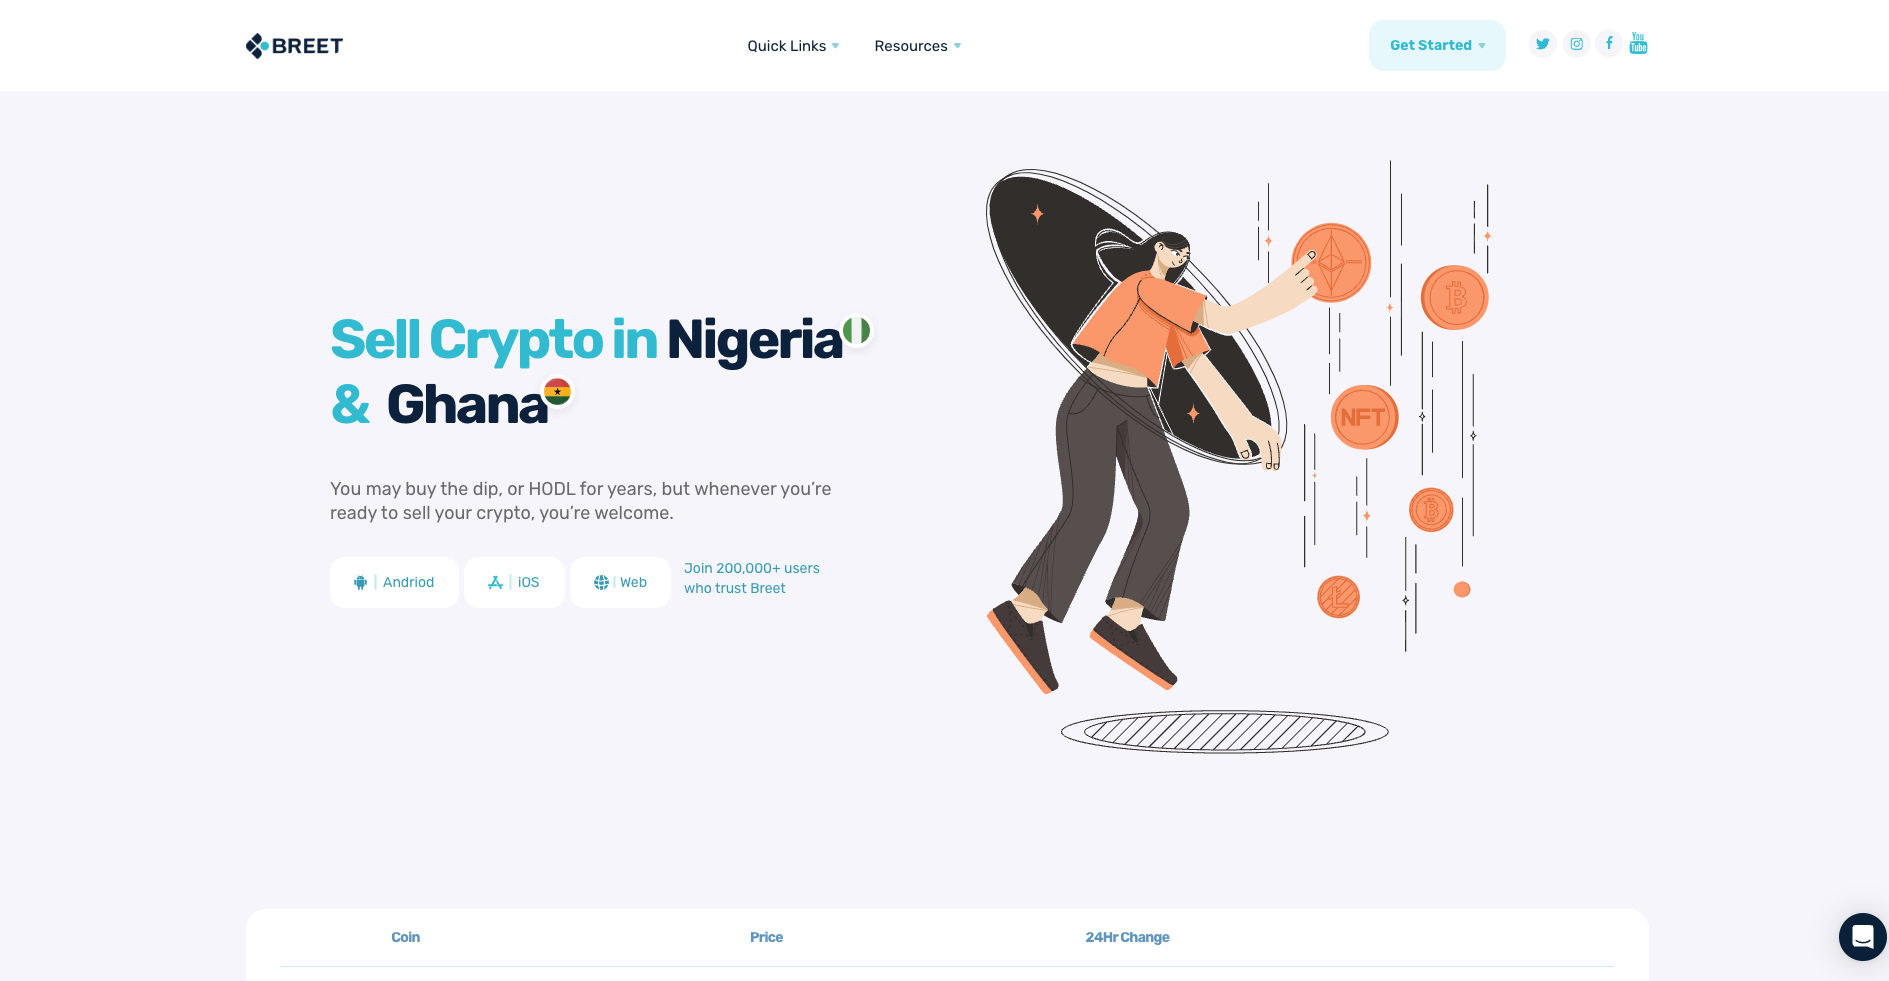 BREET
Quick Links
Resources
Get Started
You
Tube
Sell Crypto in Nigeria
& Ghana
You may buy the dip, or HODL for years, but whenever you’re
ready to sell your crypto, you’re welcome.
Andriod
iOS
Web
Join 200,000+ users
who trust Breet
NFT
Coin
Price
24Hr Change